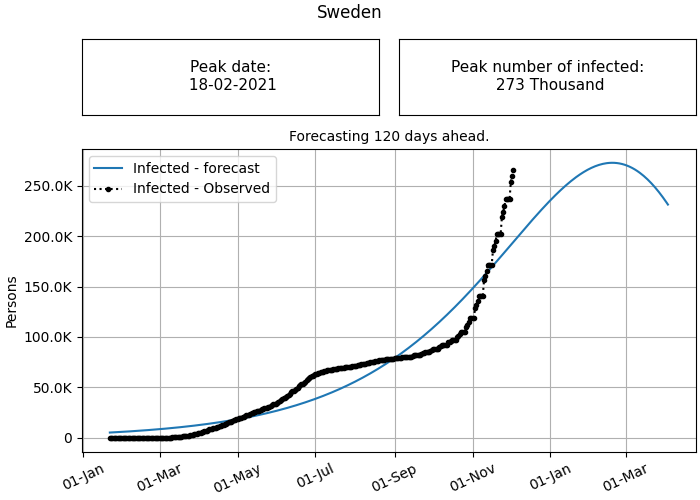 Sweden
Peak date:
18-02-2021
Peak number of infected:
273 Thousand
Forecasting 120 days ahead.
Infected - forecast
Infected - Observed
250.0K
200.0K
150.0K
100.0K
50.0K
0
Persons
01-Jan
01-Mar
01-May
01-Jul
01-Sep
01-Nov
01-Jan
01-Mar